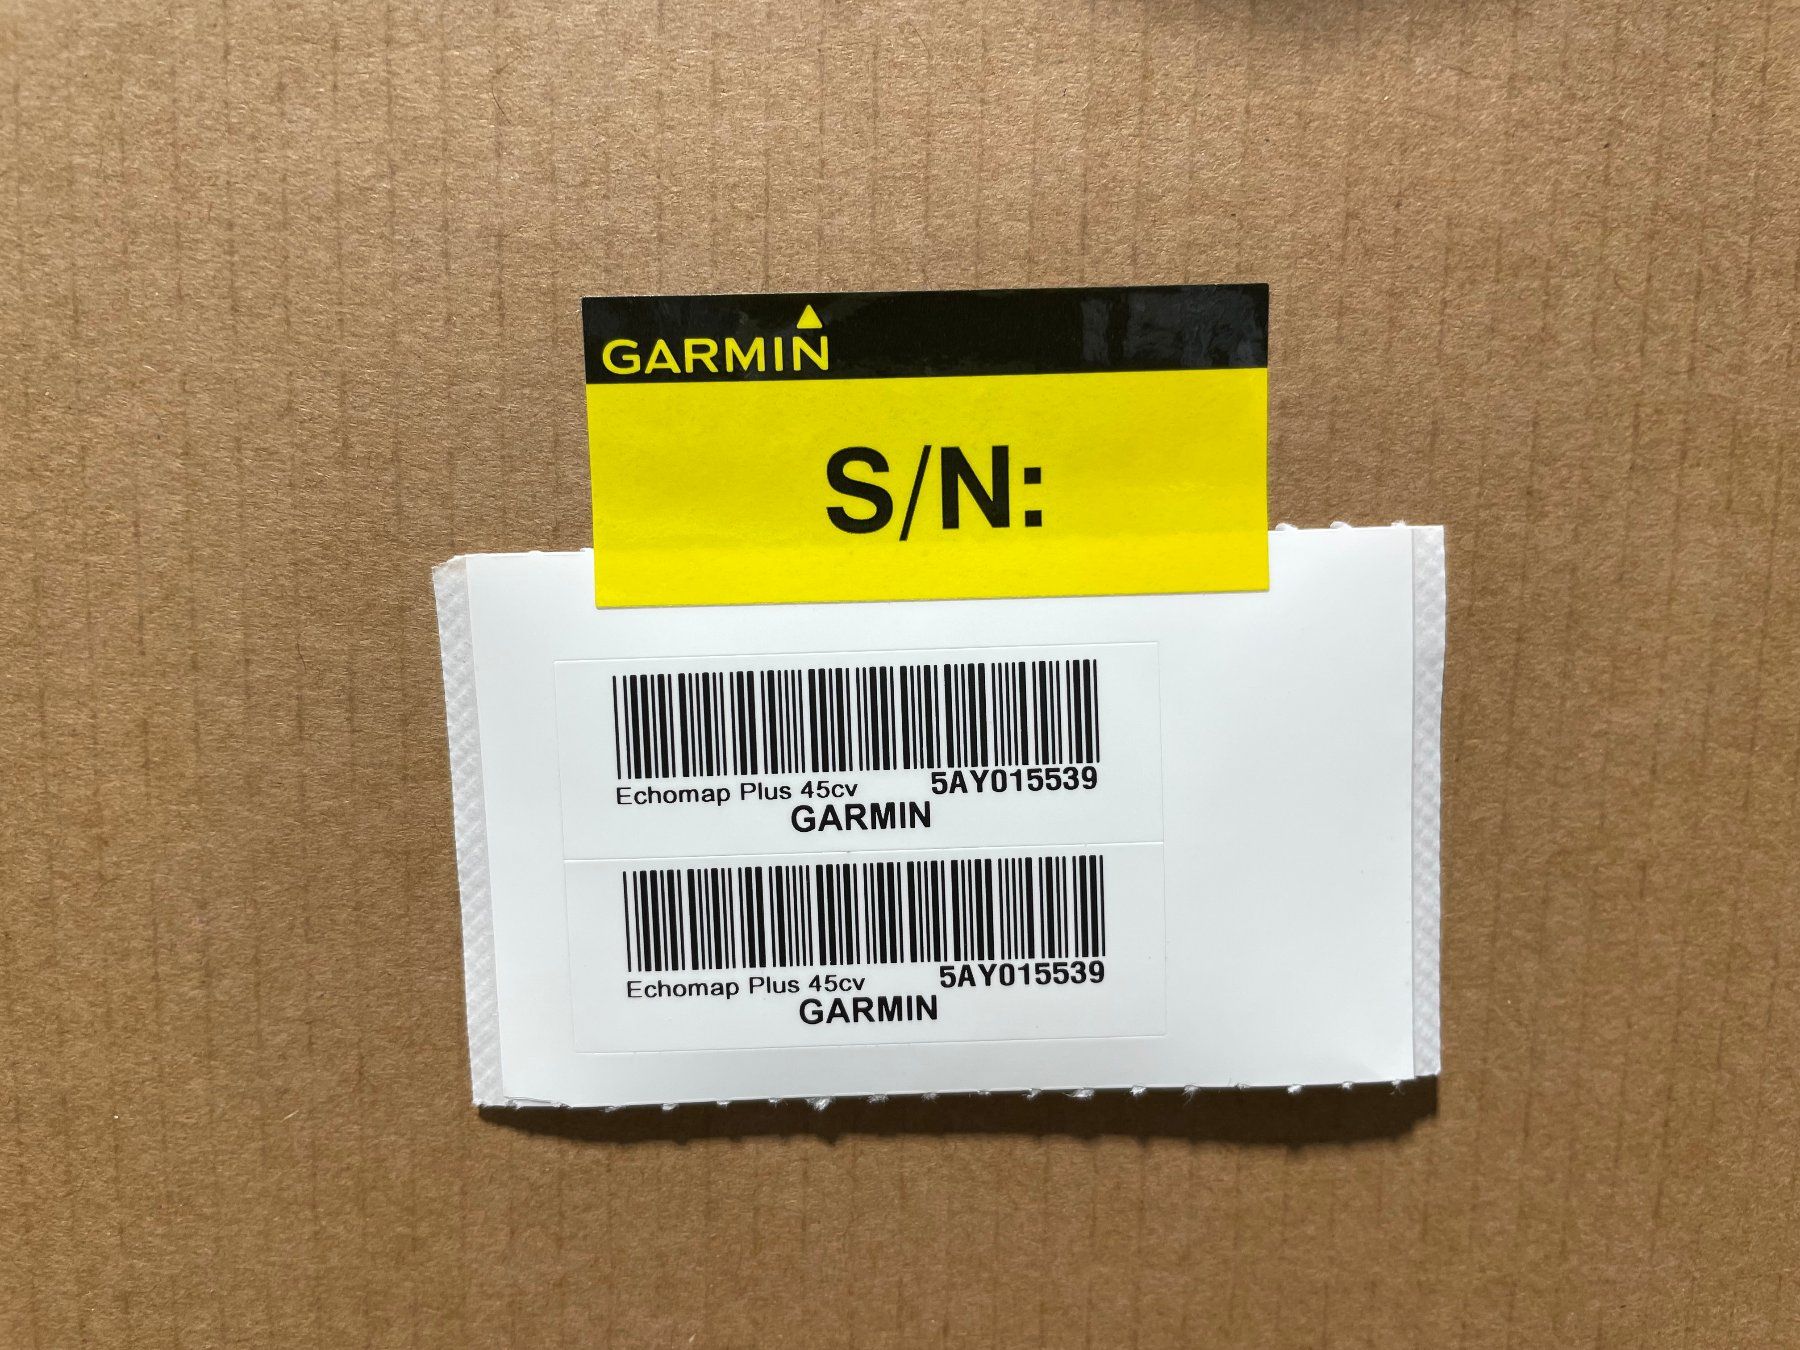 GARMIN
S/N:
Echomap Plus 45cv 5AY015539
GARMIN
Echomap Plus 45cv 5AY015539
GARMIN